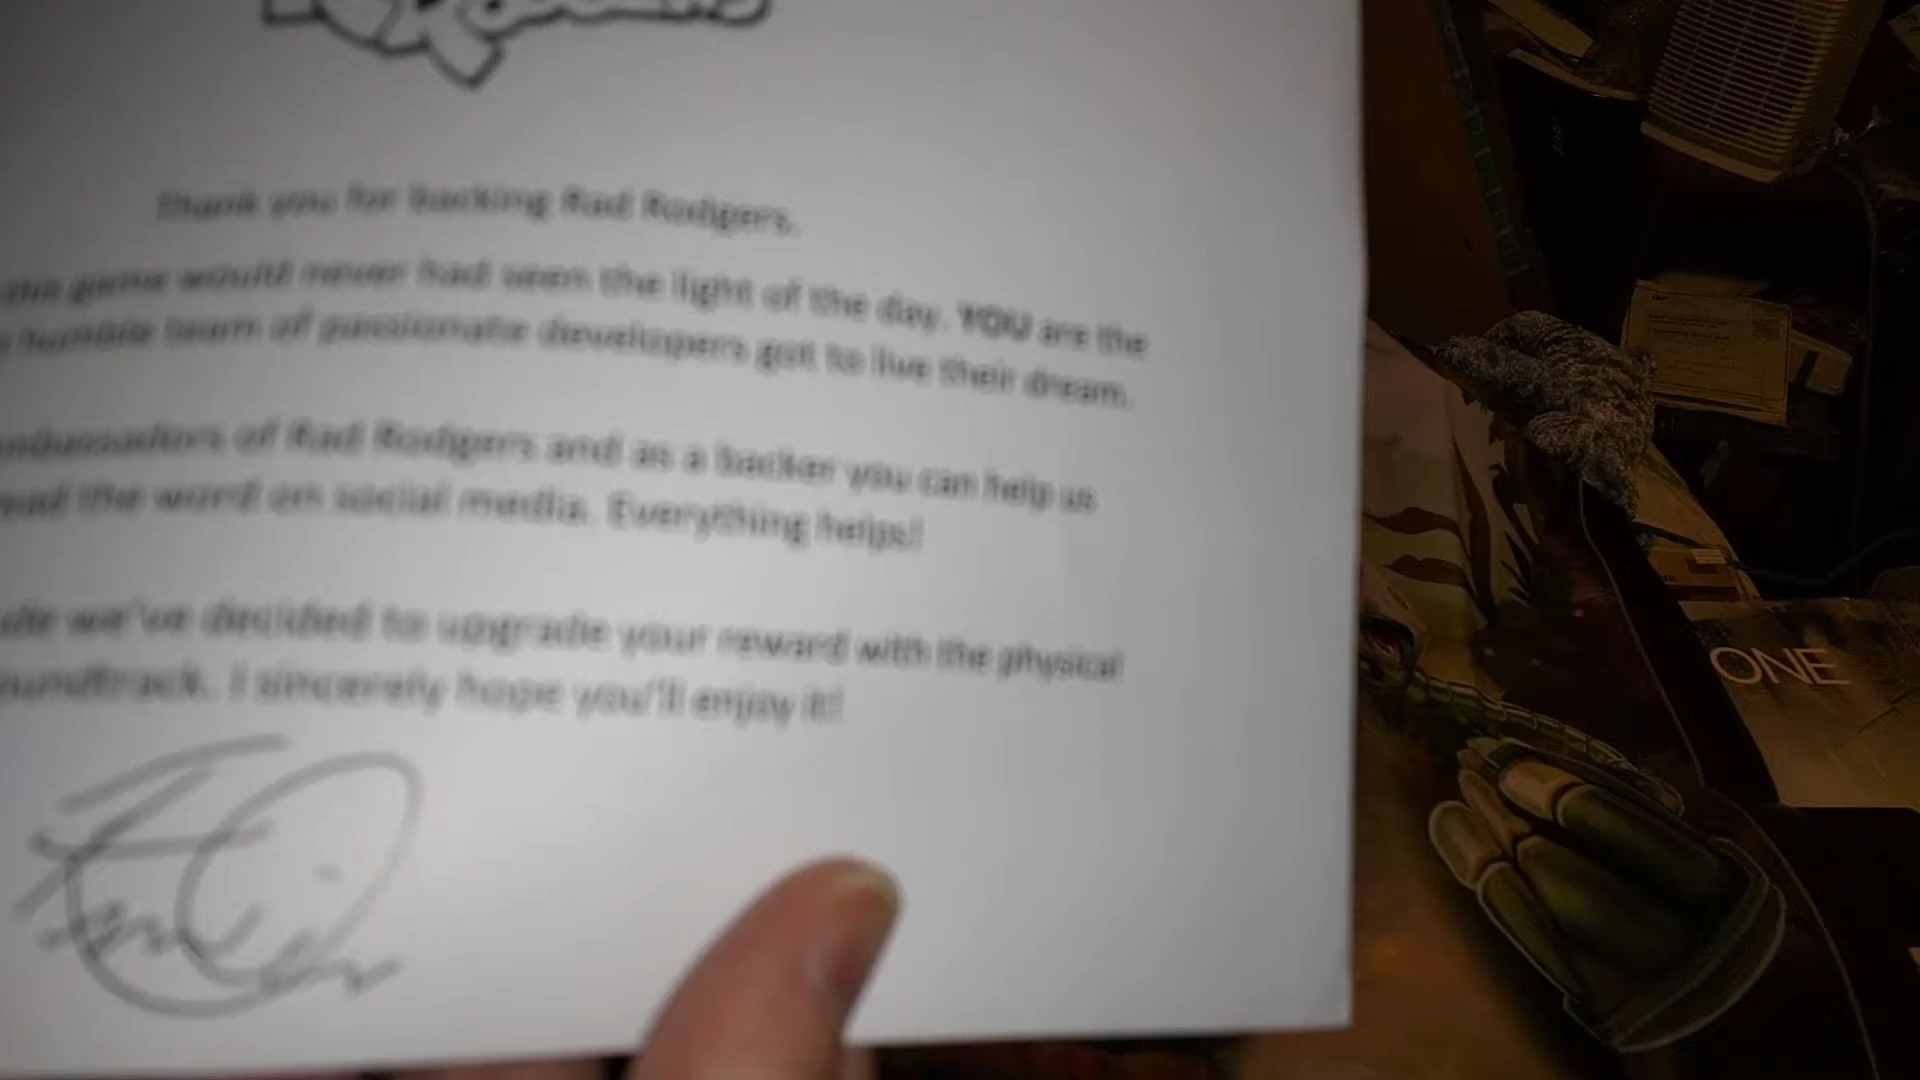 Thank you for backing Rad Rodgers.
game would never had seen the light of the day. YOU are the
humble team of passionate developers got to live their dream.
of Rad Rodgers and as a backer you can help us
the word on social media. Everything helps!
we've decided to upgrade your reward with the physical
I sincerely hope you'll enjoy it!
ONE